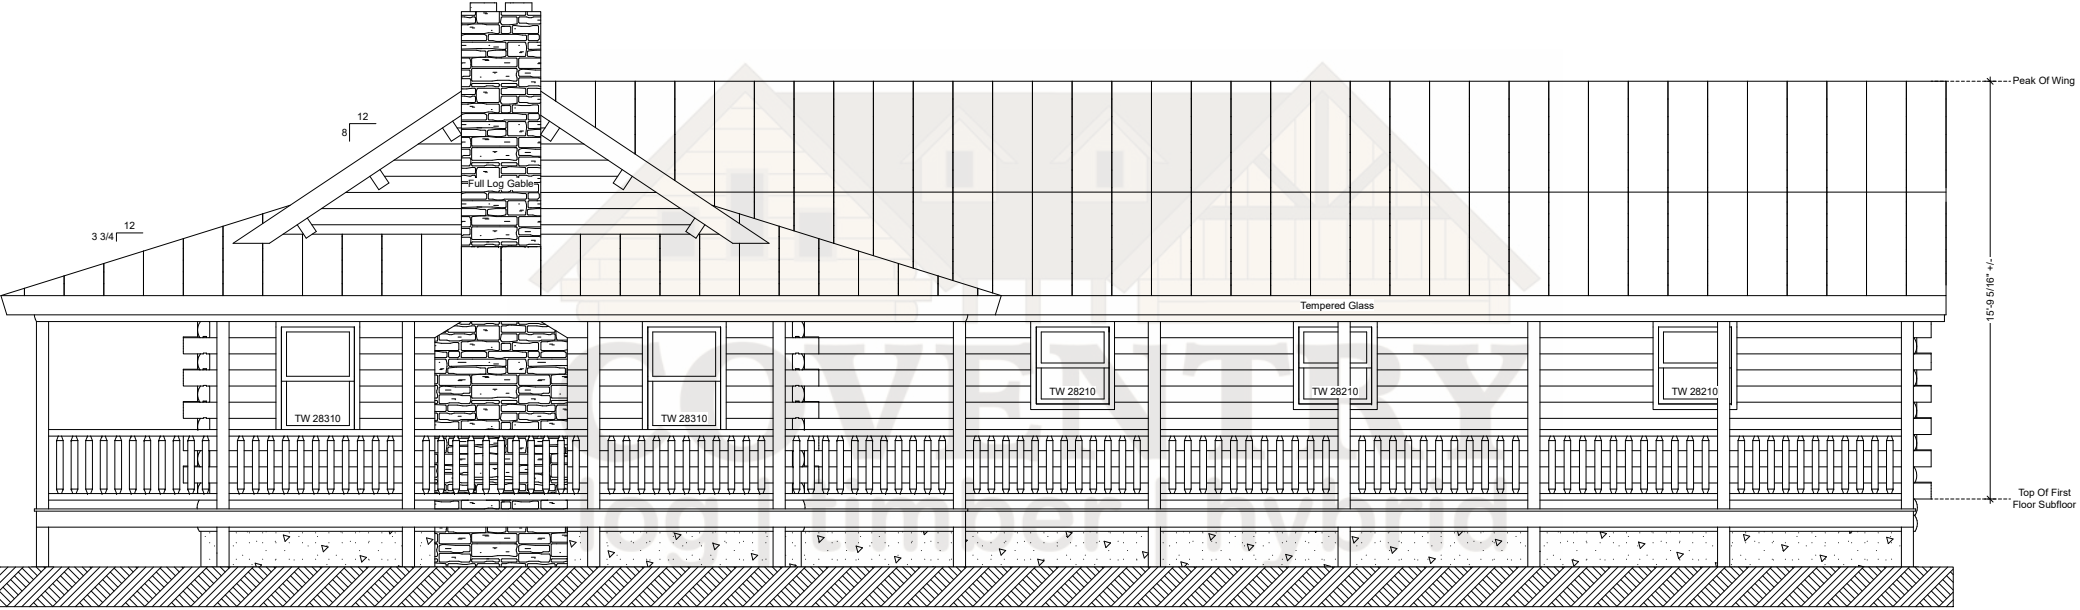 Peak Of Wing
12
8
Full Log Gable
12
3 3/4
15'-9 5/16" +/-
Tempered Glass
TW 28310
TW 28310
TW 28210
TW 28210
TW 28210
COVENTRY
log | timber | hybrid
Top Of First
Floor Subfloor